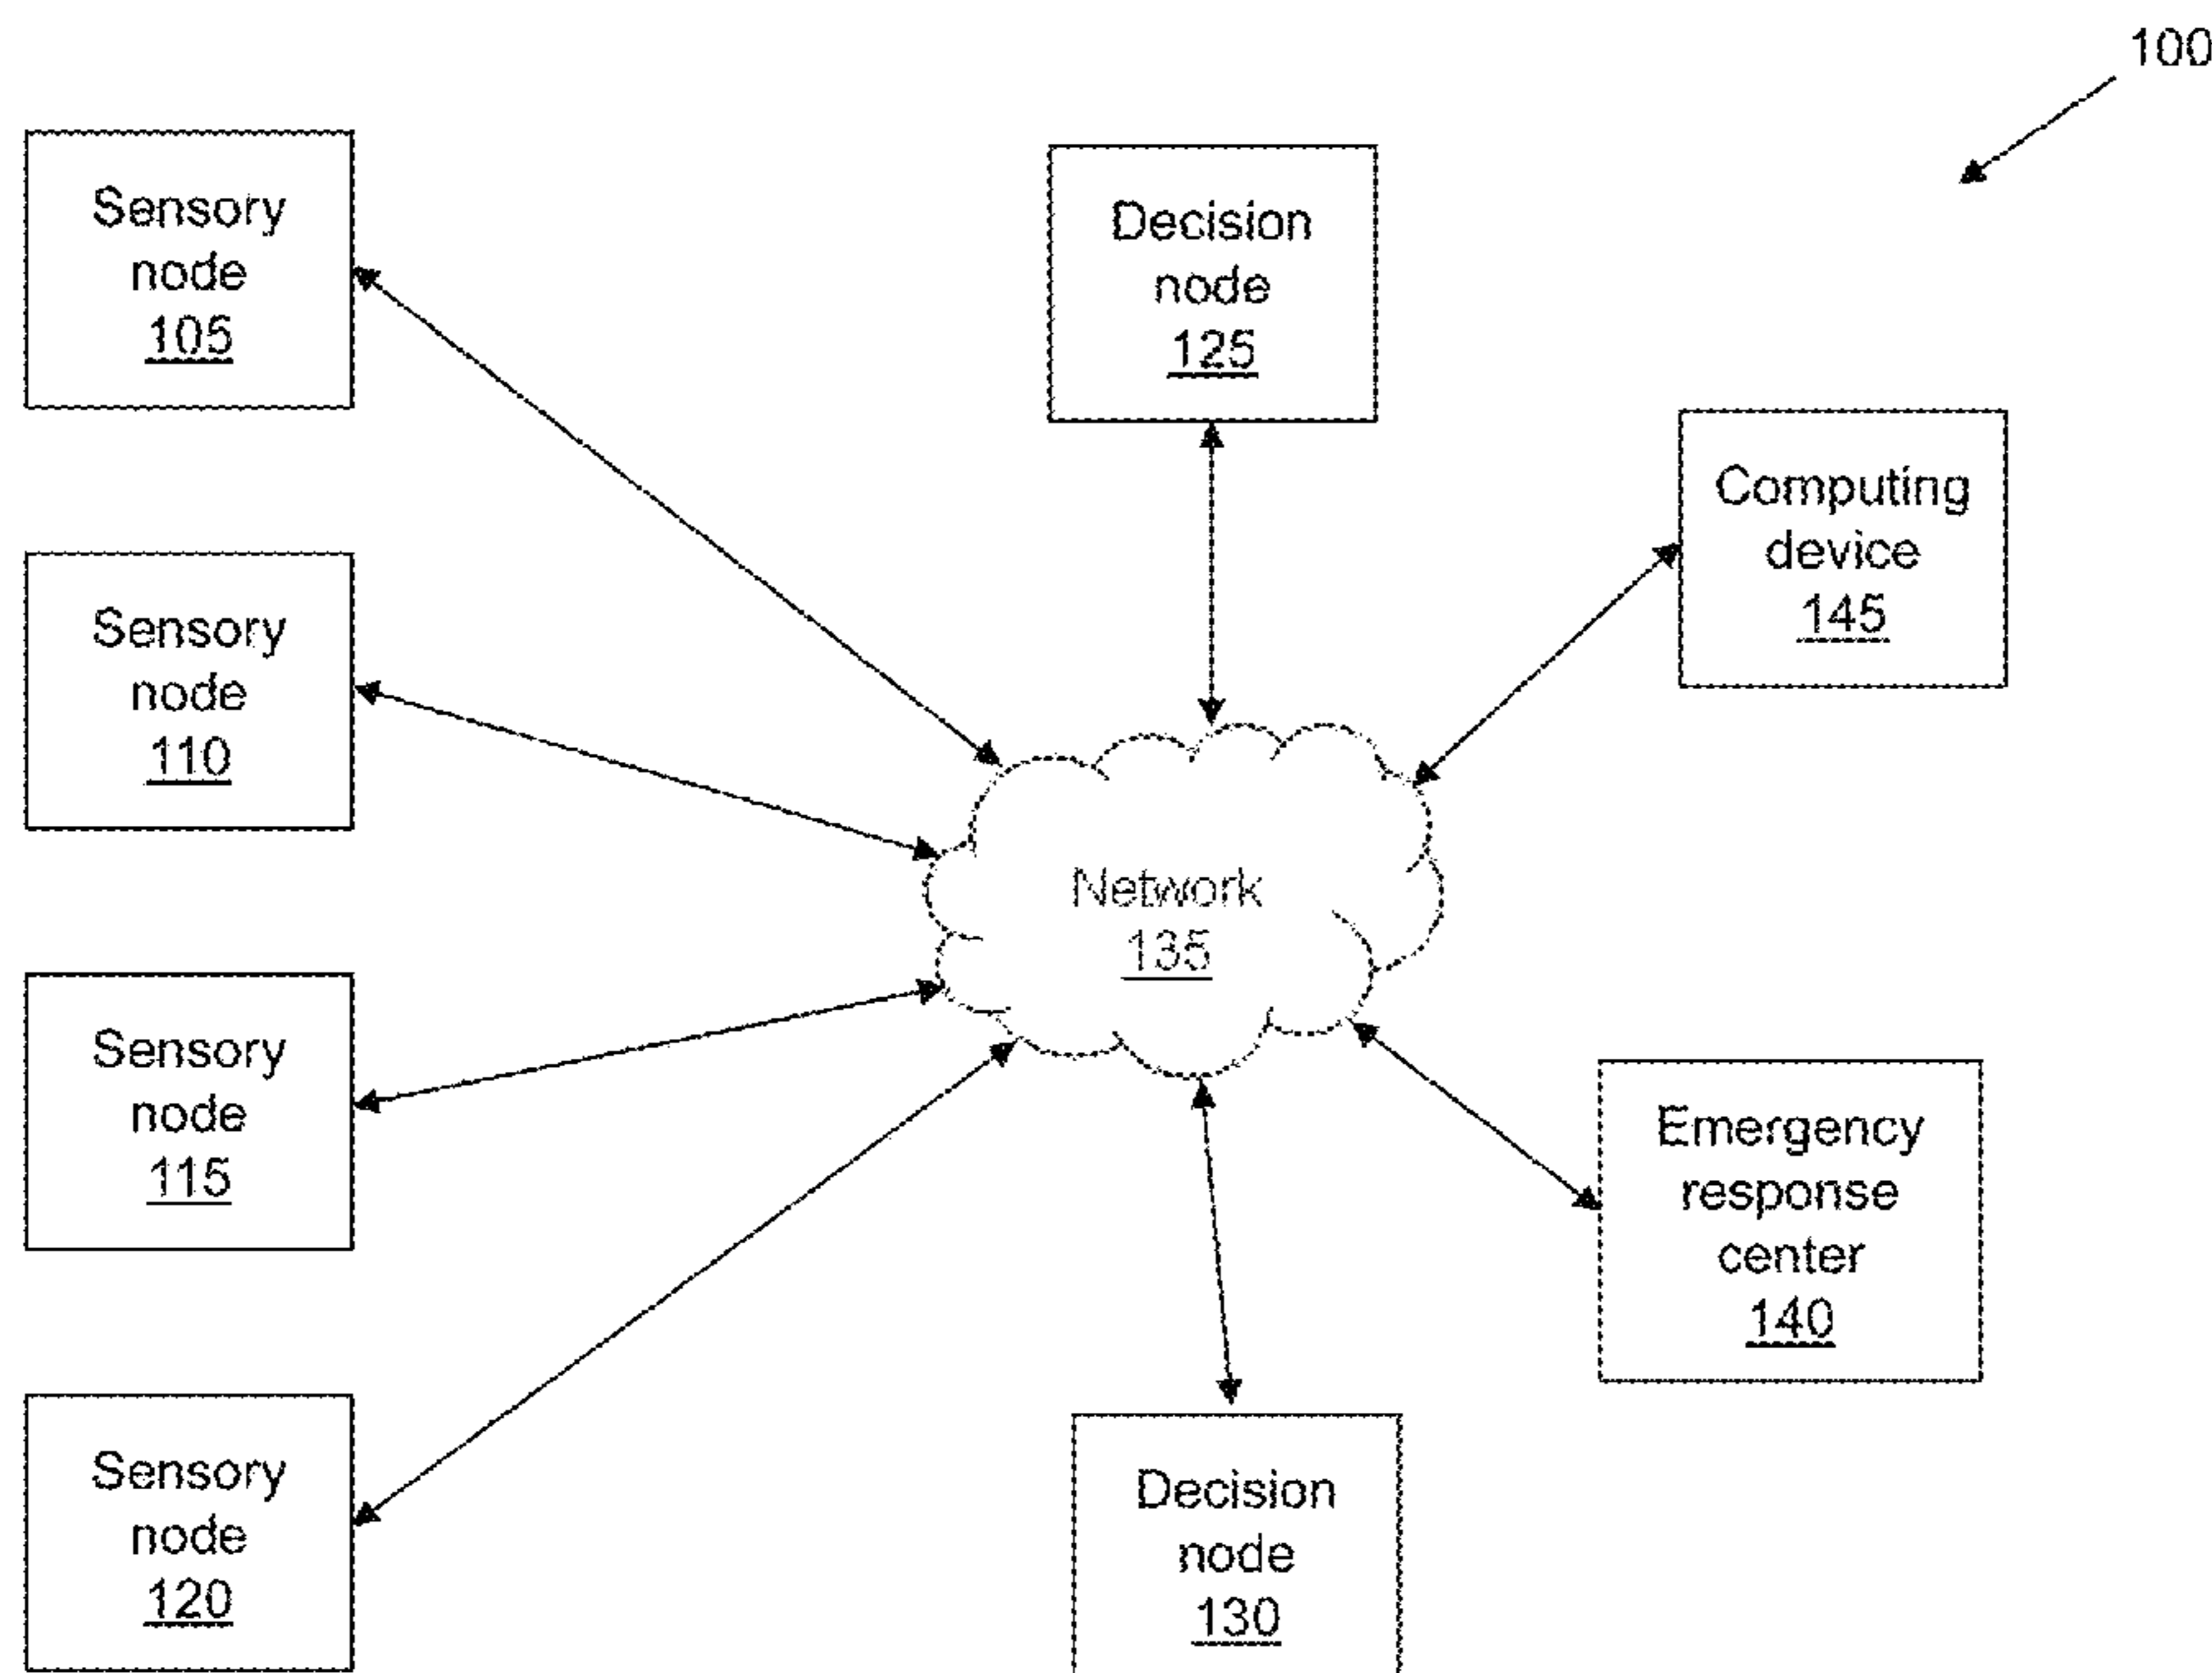 100
Sensory
node
105
Decision
node
125
Computing
device
145
Sensory
node
110
Network
135
Sensory
node
115
Emergency
response
center
140
Sensory
node
120
Decision
node
130